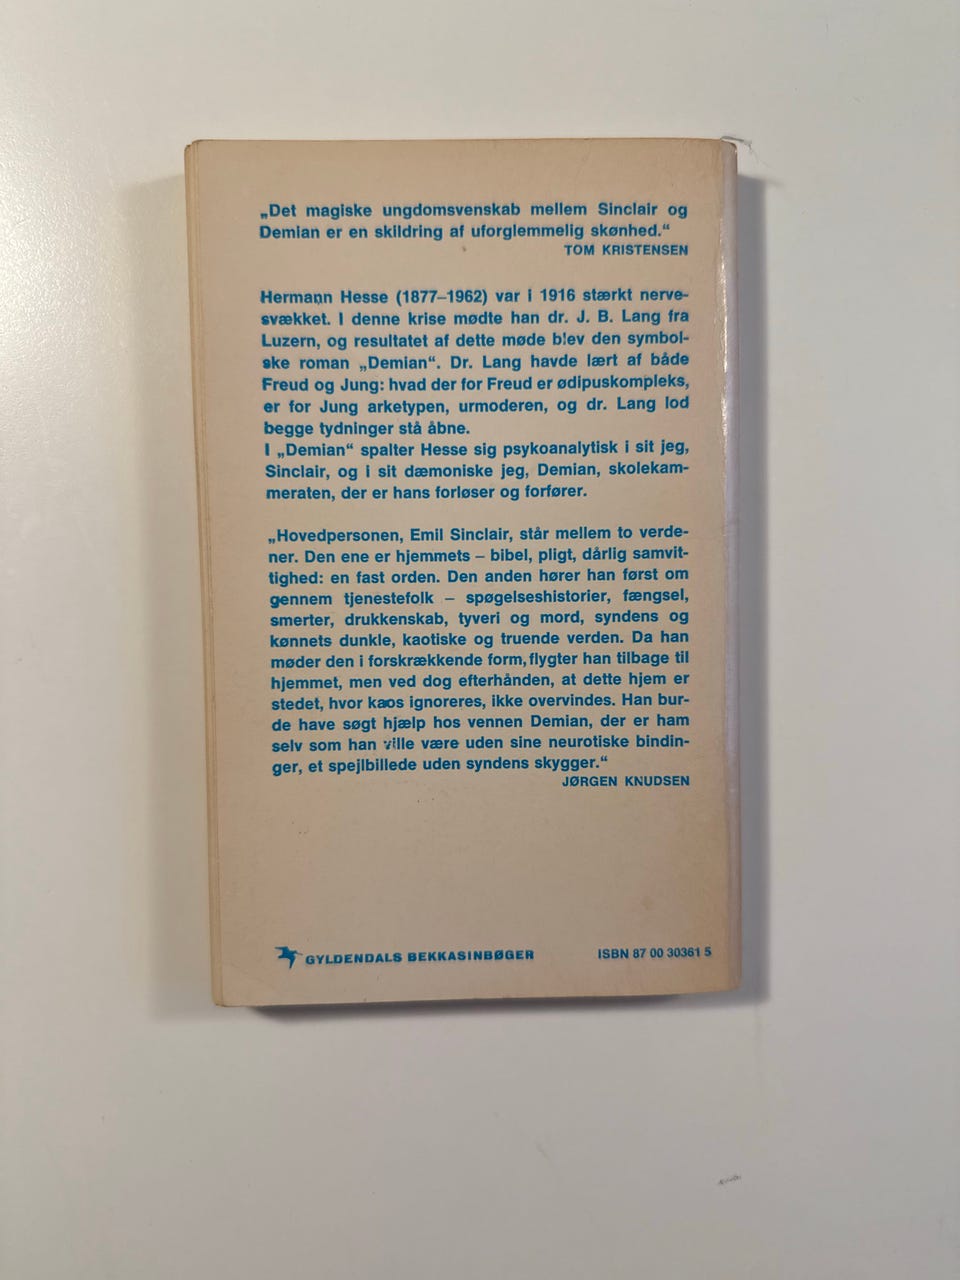 „Det magiske ungdomsvenskab mellem Sinclair og
Demian er en skildring af uforglemmelig skønhed.“
TOM KRISTENSEN
Hermann Hesse (1877–1962) var i 1916 stærkt nerve-
svækket. I denne krise mødte han dr. J. B. Lang fra
Luzern, og resultatet af dette møde blev den symbol-
ske roman „Demian“. Dr. Lang havde lært af både
Freud og Jung: hvad der for Freud er ødipuskompleks,
er for Jung arketypen, urmoderen, og dr. Lang lod
begge tydninger stå åbne.
I „Demian“ spalter Hesse sig psykoanalytisk i sit jeg,
Sinclair, og i sit dæmoniske jeg, Demian, skolekam-
meraten, der er hans forløser og forfører.
„Hovedpersonen, Emil Sinclair, står mellem to verde-
ner. Den ene er hjemmets – bibel, pligt, dårlig samvit-
tighed: en fast orden. Den anden hører han først om
gennem tjenestefolk – spøgelseshistorier, fængsel,
smerter, drukkenskab, tyveri og mord, syndens og
kønnets dunkle, kaotiske og truende verden. Da han
møder den i forskrækkende form, flygter han tilbage til
hjemmet, men ved dog efterhånden, at dette hjem er
stedet, hvor kaos ignoreres, ikke overvindes. Han bur-
de have søgt hjælp hos vennen Demian, der er ham
selv som han ville være uden sine neurotiske bindin-
ger, et spejlbillede uden syndens skygger.“
JØRGEN KNUDSEN
GYLDENDALS BEKKASINBØGER
ISBN 87 00 30361 5